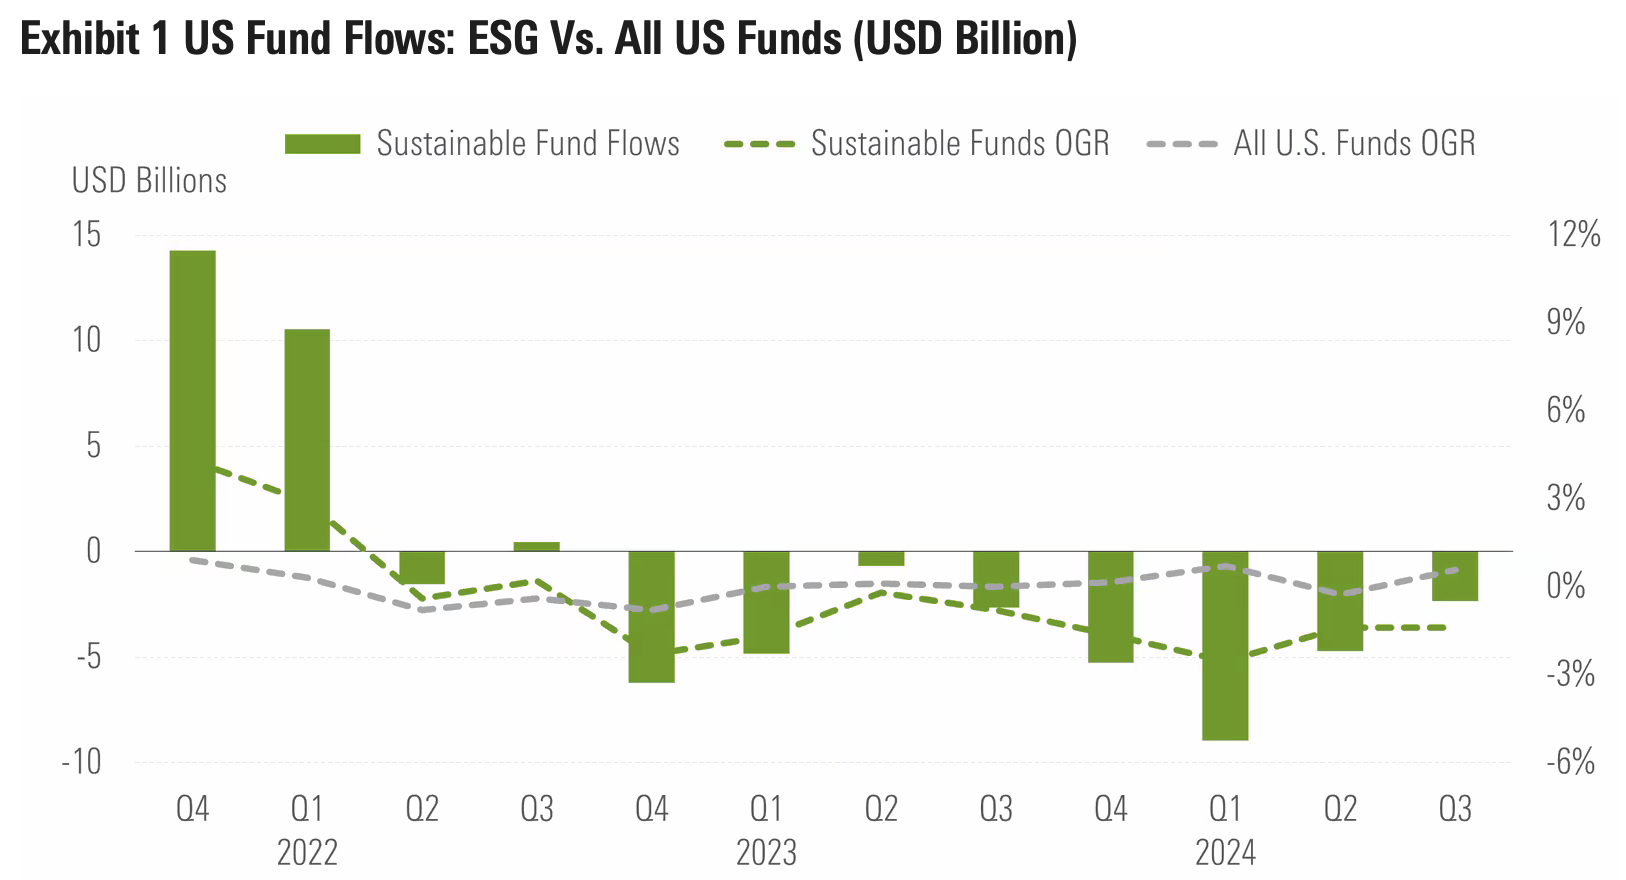 Exhibit 1 US Fund Flows: ESG Vs. All US Funds (USD Billion)
Sustainable Fund Flows Sustainable Funds OGR All U.S. Funds OGR
USD Billions
15 12%
10 9%
5 6%
0 3%
-5 0%
-10 -3%
-6%
Q4 Q1 Q2 Q3 Q4 Q1 Q2 Q3 Q4 Q1 Q2 Q3
2022 2023 2024